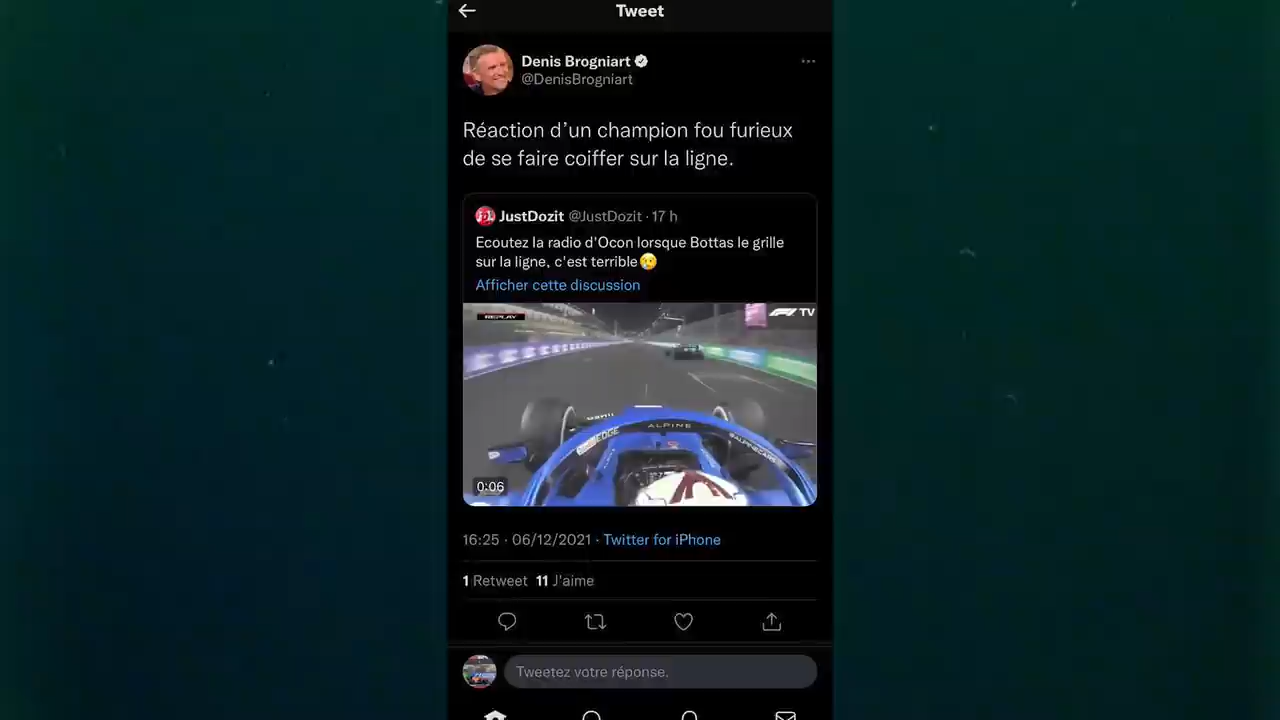 Tweet
Denis Brogniart
@DenisBrogniart
Réaction d’un champion fou furieux
de se faire coiffer sur la ligne.
JustDozit @JustDozit · 17 h
Ecoutez la radio d'Ocon lorsque Bottas le grille
sur la ligne, c'est terrible😢
Afficher cette discussion
REPLAY
F1 TV
EDGE
ALPINE
@ALPINECARS
0:06
16:25 · 06/12/2021 · Twitter for iPhone
1 Retweet 11 J'aime
Tweetez votre réponse.